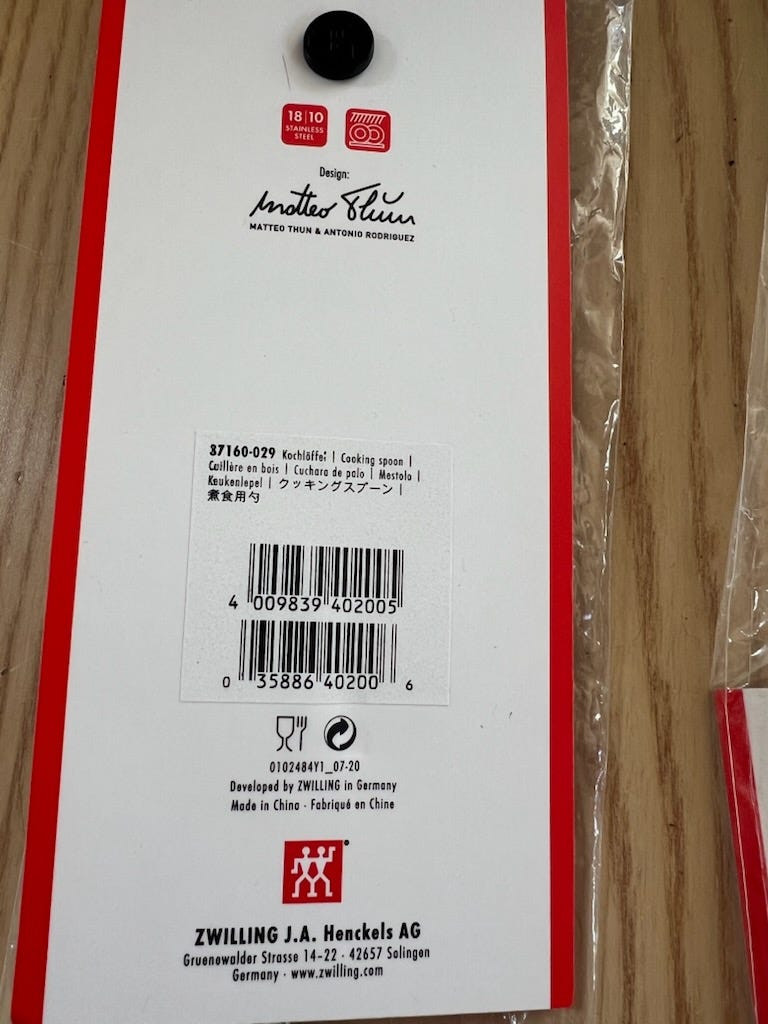 18|10
STAINLESS
STEEL
Design:
Matteo Thun
MATTEO THUN & ANTONIO RODRIGUEZ
37160-029 Kochlöffel | Cooking spoon |
Cuillère en bois | Cuchara de palo | Mestolo |
Keukenlepel | クッキングスプーン |
煮食用勺
4 009839 402005
0 35886 40200 6
0102484Y1_07-20
Developed by ZWILLING in Germany
Made in China · Fabriqué en Chine
ZWILLING J.A. Henckels AG
Gruenewalder Strasse 14–22 · 42657 Solingen
Germany · www.zwilling.com